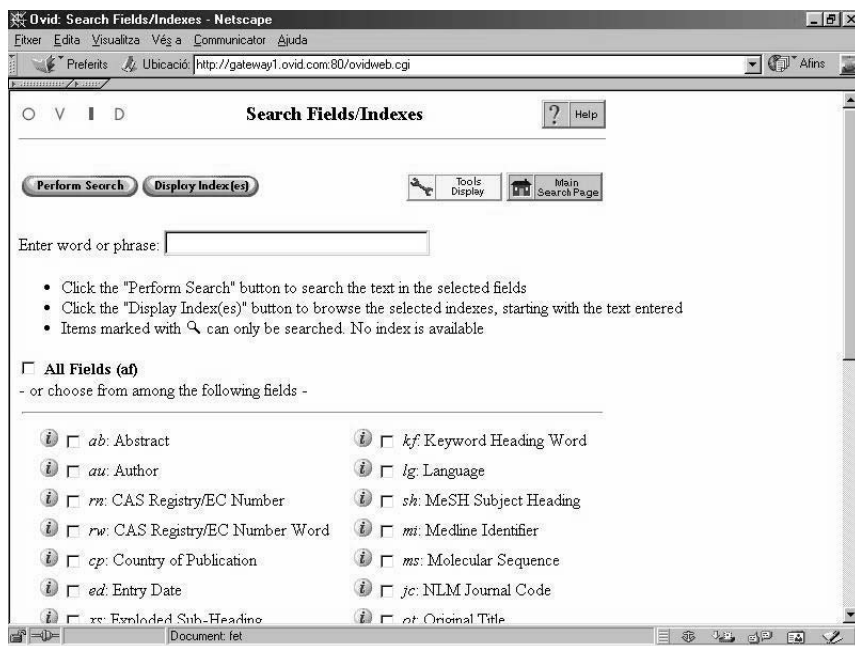 Ovid: Search Fields/Indexes - Netscape
Fitxer Edita Visualitza Vés a Communicator Ajuda
Preferits Ubicació: http://gateway1.ovid.com:80/ovidweb.cgi Afins
O V I D Search Fields/Indexes ? Help
Perform Search Display Index(es) Tools Display Main Search Page
Enter word or phrase:
• Click the "Perform Search" button to search the text in the selected fields
• Click the "Display Index(es)" button to browse the selected indexes, starting with the text entered
• Items marked with can only be searched. No index is available
All Fields (af)
- or choose from among the following fields -
i ab: Abstract i kf: Keyword Heading Word
i au: Author i lg: Language
i rn: CAS Registry/EC Number i sh: MeSH Subject Heading
i rw: CAS Registry/EC Number Word i mi: Medline Identifier
i cp: Country of Publication i ms: Molecular Sequence
i ed: Entry Date i jc: NLM Journal Code
i xs: Exploded Sub-Heading i ot: Original Title
Document: fet